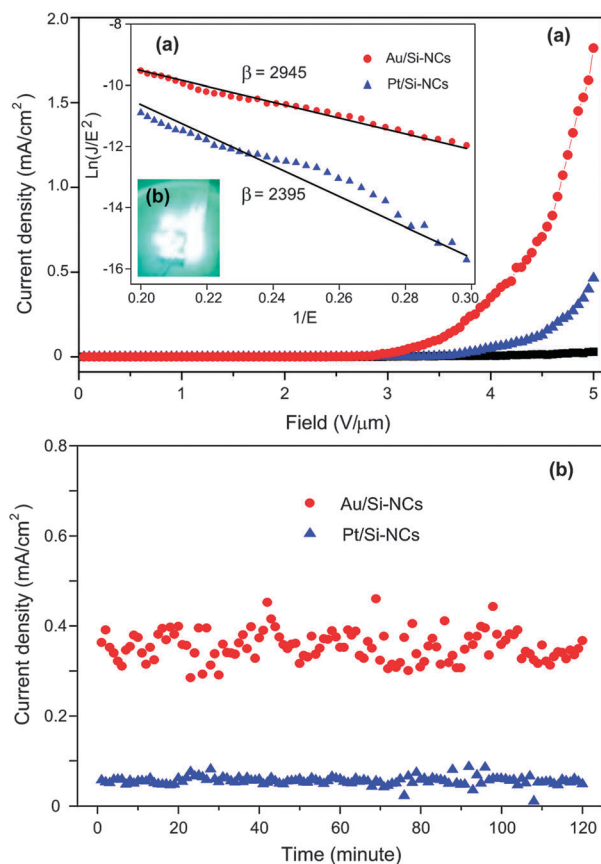 (a)
2.0
1.5
1.0
0.5
0
Current density (mA/cm²)
0
1
2
3
4
5
Field (V/μm)
(a)
β = 2945
Au/Si-NCs
Pt/Si-NCs
β = 2395
(b)
-8
-10
-12
-14
-16
Ln(J/E²)
0.20
0.22
0.24
0.26
0.28
0.30
1/E
(b)
Au/Si-NCs
Pt/Si-NCs
0.8
0.6
0.4
0.2
0
Current density (mA/cm²)
0
20
40
60
80
100
120
Time (minute)